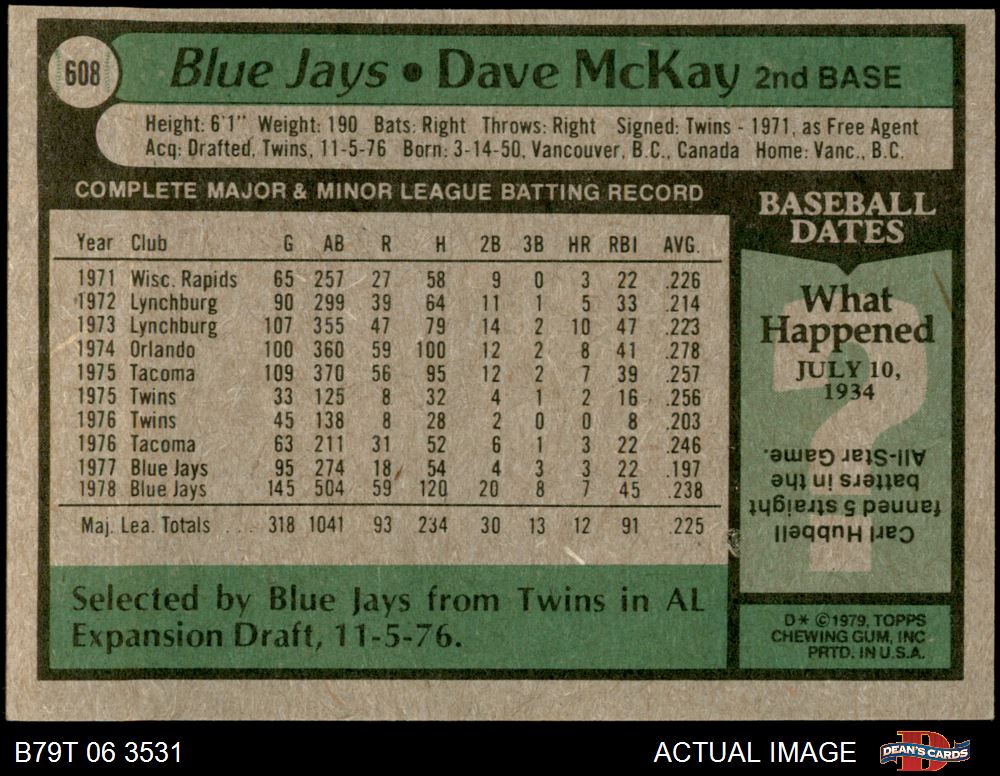 608
Blue Jays • Dave McKay 2nd BASE
Height: 6'1" Weight: 190 Bats: Right Throws: Right Signed: Twins - 1971, as Free Agent
Acq: Drafted, Twins, 11-5-76 Born: 3-14-50, Vancouver, B.C., Canada Home: Vanc., B.C.
COMPLETE MAJOR & MINOR LEAGUE BATTING RECORD
Year Club G AB R H 2B 3B HR RBI AVG.
1971 Wisc. Rapids 65 257 27 58 9 0 3 22 .226
1972 Lynchburg 90 299 39 64 11 1 5 33 .214
1973 Lynchburg 107 355 47 79 14 2 10 47 .223
1974 Orlando 100 360 59 100 12 2 8 41 .278
1975 Tacoma 109 370 56 95 12 2 7 39 .257
1975 Twins 33 125 8 32 4 1 2 16 .256
1976 Twins 45 138 8 28 2 0 0 8 .203
1976 Tacoma 63 211 31 52 6 1 3 22 .246
1977 Blue Jays 95 274 18 54 4 3 3 22 .197
1978 Blue Jays 145 504 59 120 20 8 7 45 .238
Maj. Lea. Totals .... 318 1041 93 234 30 13 12 91 .225
Selected by Blue Jays from Twins in AL
Expansion Draft, 11-5-76.
BASEBALL
DATES
What
Happened
JULY 10,
1934
?
Carl Hubbell
fanned 5 straight
batters in the
All-Star Game.
D* ©1979, TOPPS
CHEWING GUM, INC
PRTD. IN U.S.A.
B79T 06 3531
ACTUAL IMAGE
DEAN'S CARDS